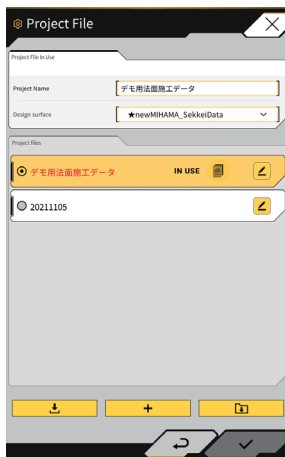 Project File
Project File In Use
Project Name
デモ用法面施工データ
Design surface
★newMIHAMA_SekkeiData
Project files
デモ用法面施工データ
IN USE
20211105